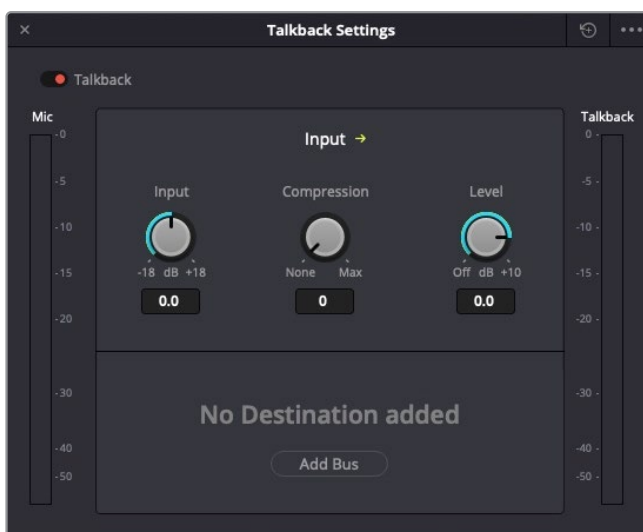 Talkback Settings
Talkback
Mic
Talkback
Input →
-0
0 -
-5
-5 -
Input
Compression
Level
-10
-10 -
-15
-18 dB +18
None Max
Off dB +10
-15 -
0.0
0
0.0
-20
-20 -
-30
-30 -
No Destination added
-40
-40 -
Add Bus
-50
-50 -